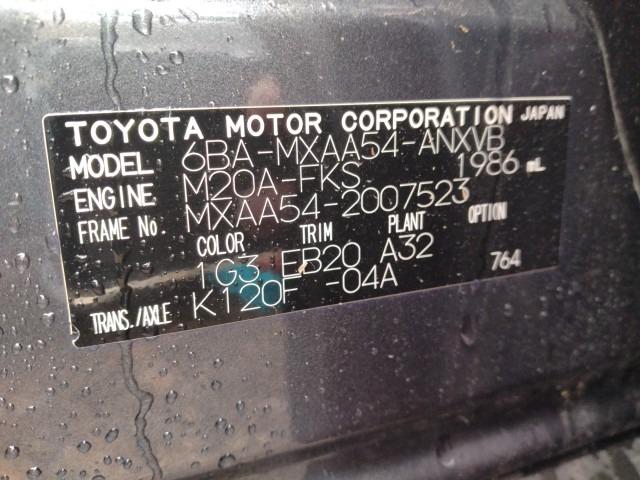 TOYOTA MOTOR CORPORATION JAPAN
MODEL 6BA-MXAA54-ANXVB
ENGINE M20A-FKS 1986 mL
FRAME No. MXAA54-2007523
COLOR TRIM PLANT OPTION
1G3 EB20 A32
TRANS./AXLE K120F -04A 764